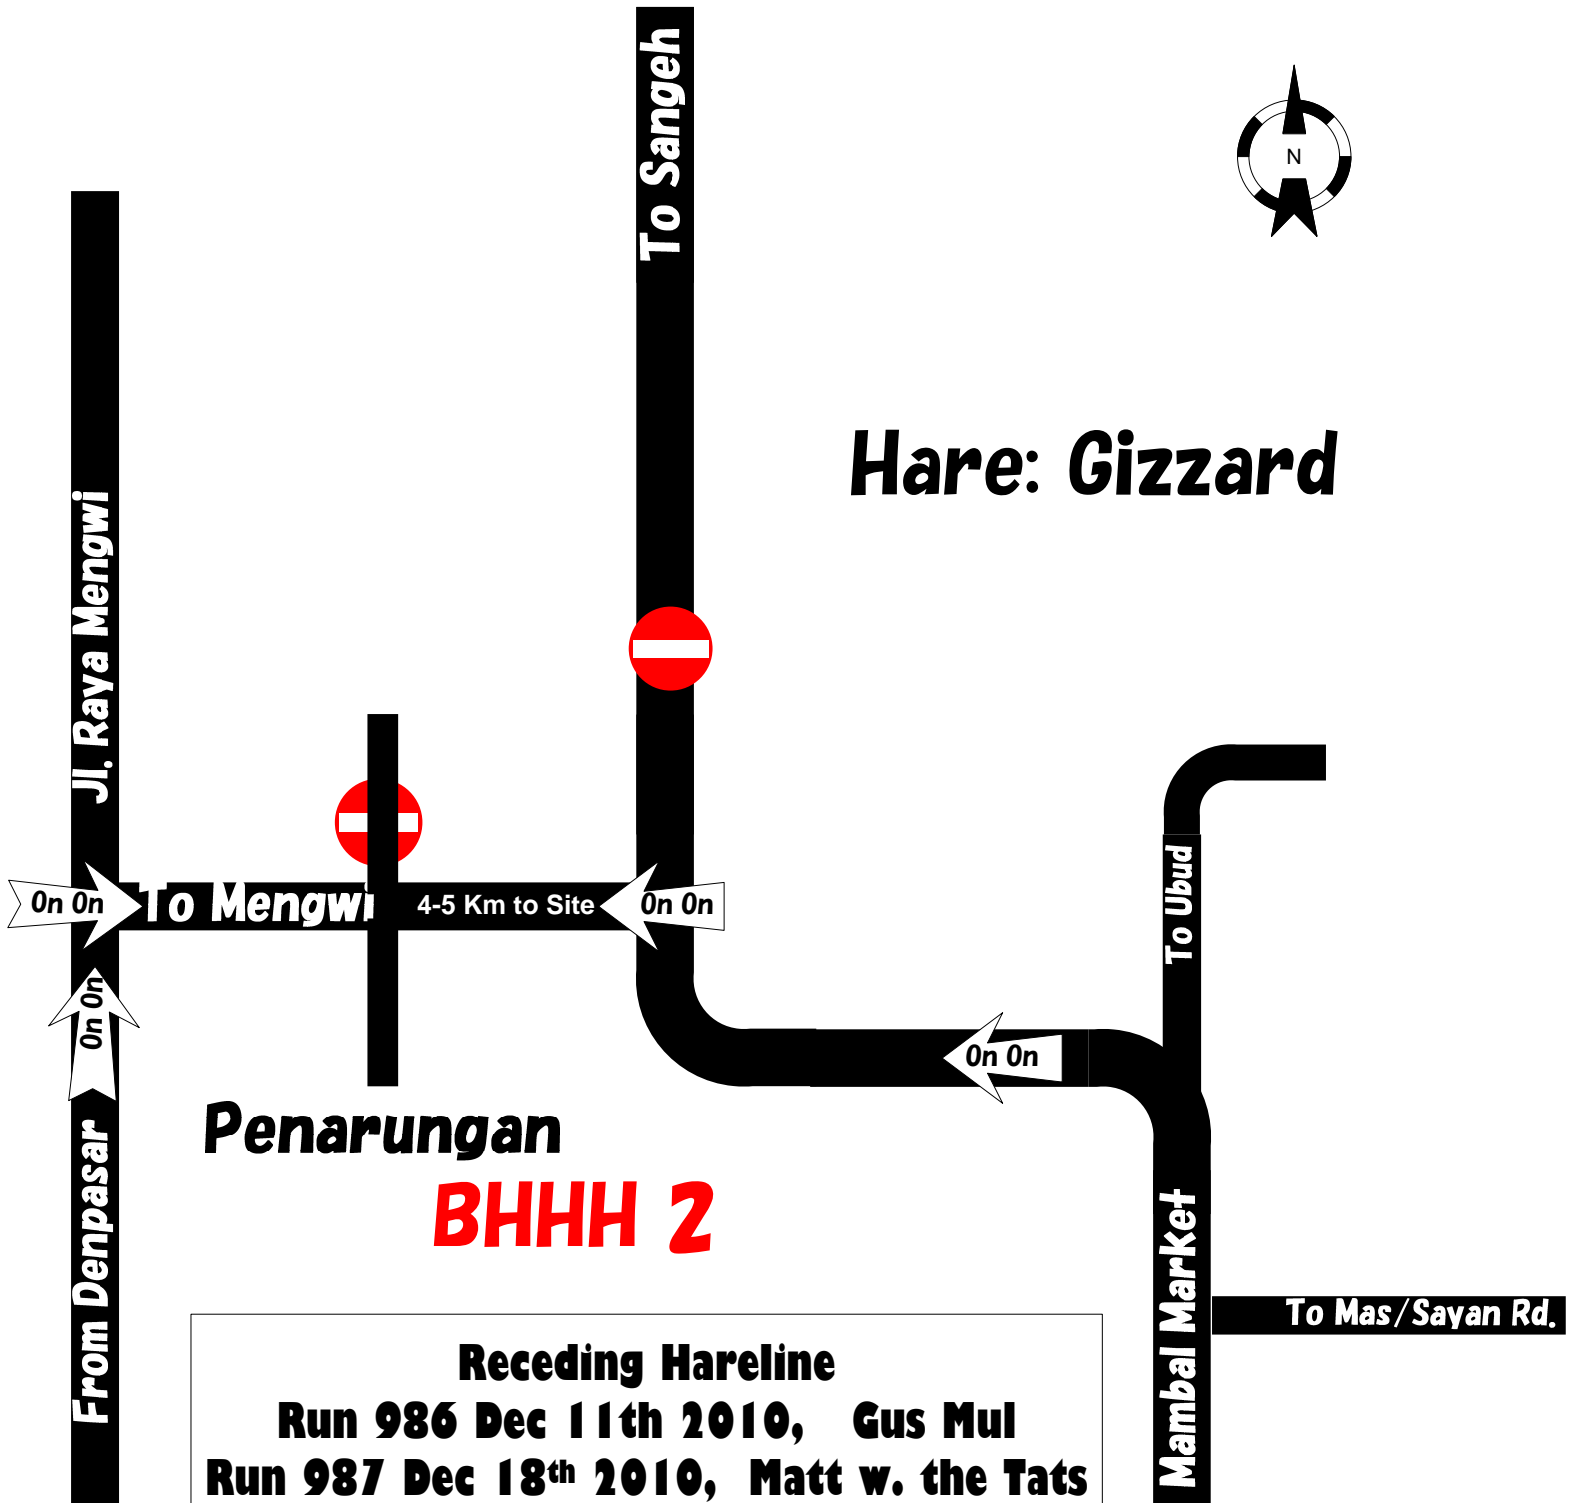 To Sangeh
N
Hare: Gizzard
Jl. Raya Mengwi
To Ubud
On On
To Mengwi
4-5 Km to Site
On On
On On
On On
Penarungan
From Denpasar
BHHH 2
Mambal Market
To Mas/Sayan Rd.
Receding Hareline
Run 986 Dec 11th 2010, Gus Mul
Run 987 Dec 18th 2010, Matt w. the Tats